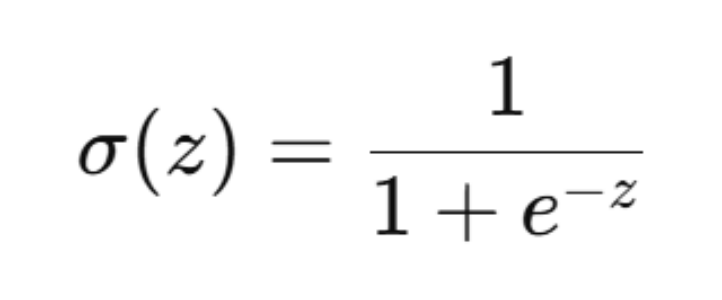 σ(z) = 1 / (1 + e^{-z})